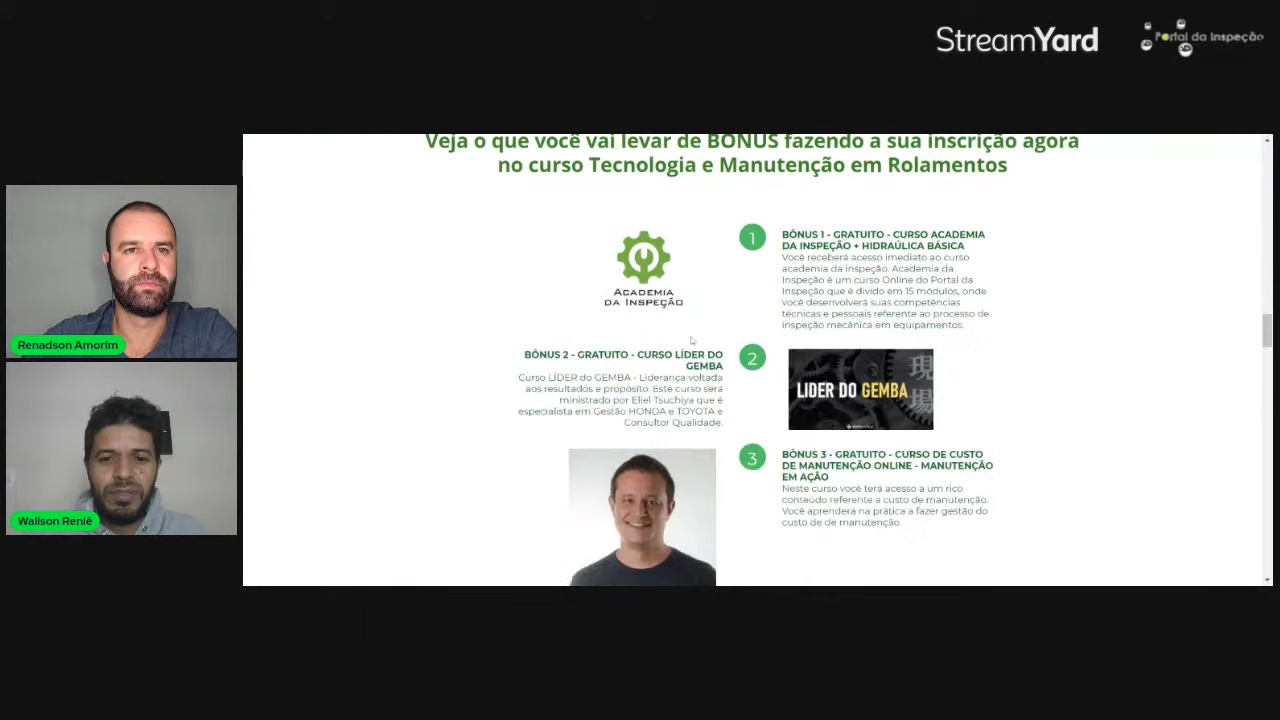 StreamYard
Portal da Inspeção
Veja o que você vai levar de BÔNUS fazendo a sua inscrição agora
no curso Tecnologia e Manutenção em Rolamentos
ACADEMIA
DA INSPEÇÃO
1
BÔNUS 1 - GRATUITO - CURSO ACADEMIA
DA INSPEÇÃO + HIDRAÚLICA BÁSICA
Você receberá acesso imediato ao curso
academia da inspeção. Academia da
Inspeção é um curso Online do Portal da
Inspeção que é divido em 15 módulos, onde
você desenvolverá suas competências
técnicas e pessoais referente ao processo de
inspeção mecânica em equipamentos.
BÔNUS 2 - GRATUITO - CURSO LÍDER DO
GEMBA
Curso LÍDER do GEMBA - Liderança voltada
aos resultados e propósito. Este curso será
ministrado por Eliel Tsuchiya que é
especialista em Gestão HONDA e TOYOTA e
Consultor Qualidade.
2
LIDER DO GEMBA
現
場
3
BÔNUS 3 - GRATUITO - CURSO DE CUSTO
DE MANUTENÇÃO ONLINE - MANUTENÇÃO
EM AÇÃO
Neste curso você terá acesso a um rico
conteúdo referente a custo de manutenção.
Você aprenderá na prática a fazer gestão do
custo de de manutenção.
Renadson Amorim
Walison Renié